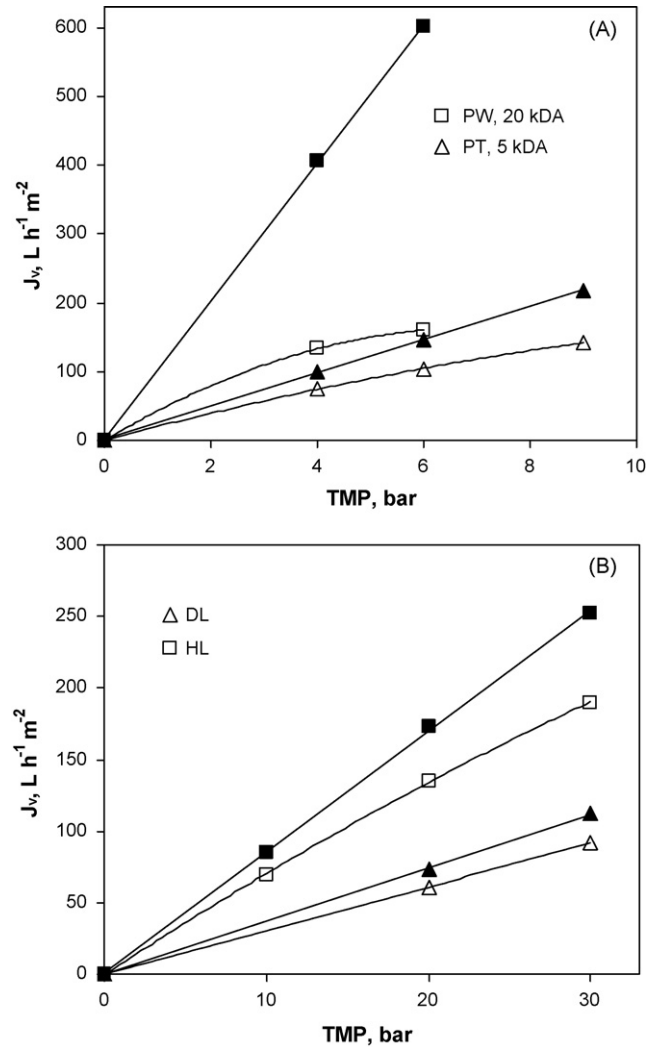 (A)
600
500
400
300
200
100
0
0 2 4 6 8 10
TMP, bar
Jv, L h-1 m-2
PW, 20 kDA
PT, 5 kDA
(B)
300
250
200
150
100
50
0
0 10 20 30
TMP, bar
Jv, L h-1 m-2
DL
HL